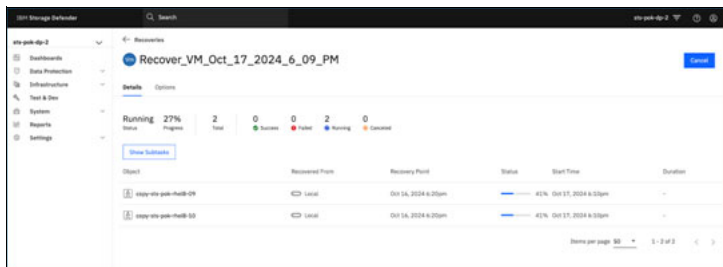 IBM Storage Defender
Search
sts-pok-dp-2
sts-pok-dp-2
Dashboards
Data Protection
Infrastructure
Test & Dev
System
Reports
Settings
Recoveries
Recover_VM_Oct_17_2024_6_09_PM
Cancel
Details Options
Running 27% 2 0 0 2 0
Status Progress Total Success Failed Running Canceled
Show Subtasks
Object Recovered From Recovery Point Status Start Time Duration
copy-sts-pok-rhel8-09 Local Oct 16, 2024 6:20pm 41% Oct 17, 2024 6:10pm -
copy-sts-pok-rhel8-10 Local Oct 16, 2024 6:20pm 41% Oct 17, 2024 6:10pm -
Items per page 50 1 - 2 of 2